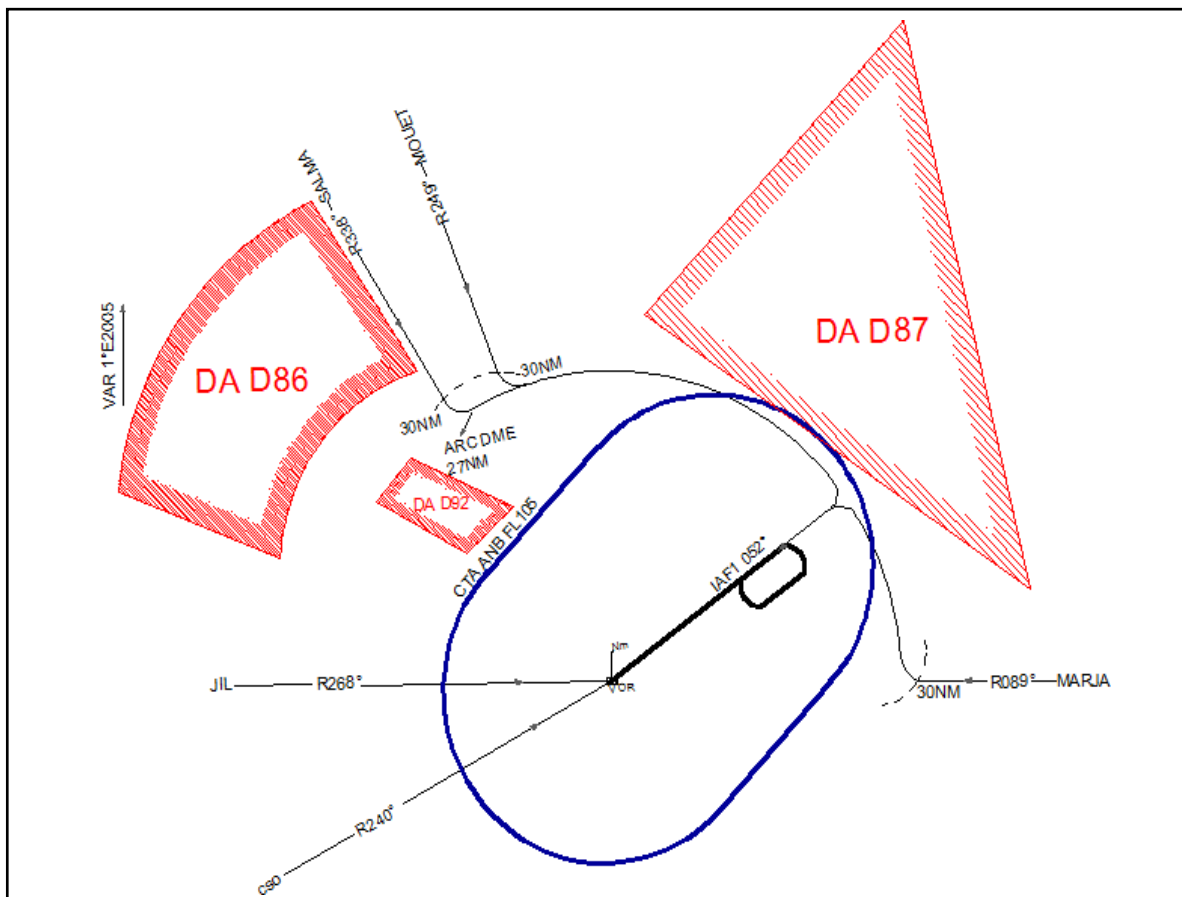 R249° MOUET
R338° SALMA
DA D87
DA D86
VAR 1°E2005
30NM
30NM
ARC DME
27NM
DA D92
CTA ANB FL105
IAF1 052°
Nm
VOR
JIL
R268°
30NM
R089°
MARJA
R240°
CSO